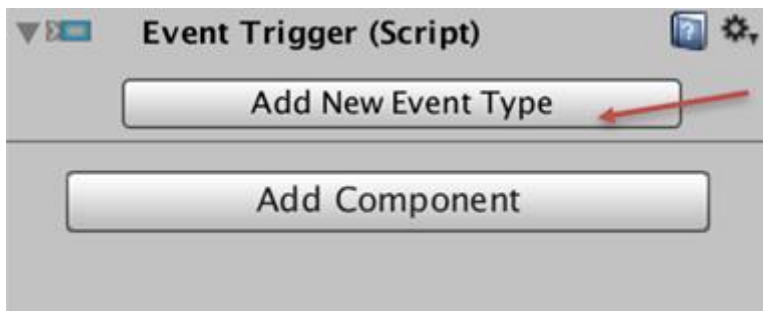 Event Trigger (Script)
Add New Event Type
Add Component